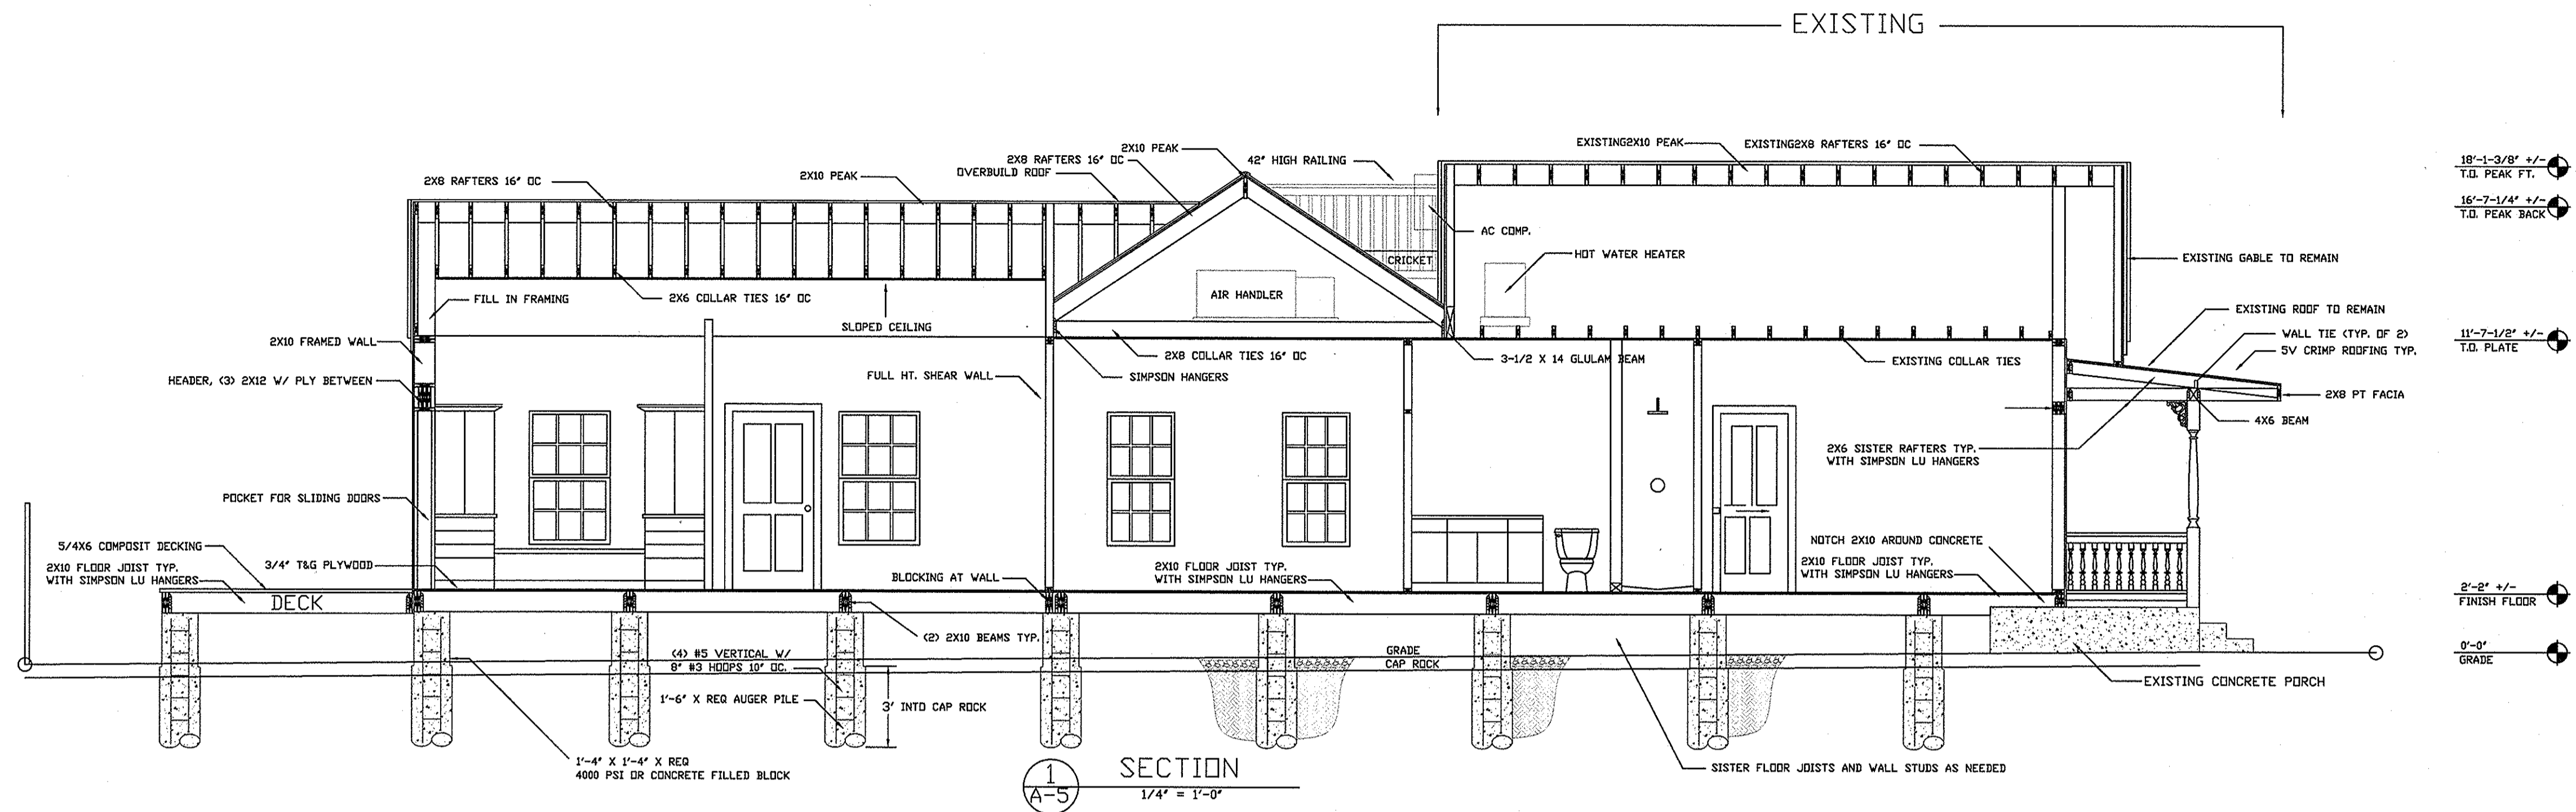 EXISTING
2X10 PEAK
2X8 RAFTERS 16" OC
OVERBUILD ROOF
42" HIGH RAILING
EXISTING2X10 PEAK
EXISTING2X8 RAFTERS 16" OC
18'-1-3/8" +/-
T.O. PEAK FT.
2X8 RAFTERS 16" OC
2X10 PEAK
16'-7-1/4" +/-
T.O. PEAK BACK
AC COMP.
HOT WATER HEATER
CRICKET
EXISTING GABLE TO REMAIN
FILL IN FRAMING
2X6 COLLAR TIES 16" OC
AIR HANDLER
SLOPED CEILING
EXISTING ROOF TO REMAIN
WALL TIE (TYP. OF 2)
5V CRIMP ROOFING TYP.
11'-7-1/2" +/-
T.O. PLATE
2X10 FRAMED WALL
2X8 COLLAR TIES 16" OC
3-1/2 X 14 GLULAM BEAM
EXISTING COLLAR TIES
HEADER, (3) 2X12 W/ PLY BETWEEN
FULL HT. SHEAR WALL
SIMPSON HANGERS
2X8 PT FACIA
4X6 BEAM
2X6 SISTER RAFTERS TYP.
WITH SIMPSON LU HANGERS
POCKET FOR SLIDING DOORS
5/4X6 COMPOSIT DECKING
3/4" T&G PLYWOOD
2X10 FLOOR JOIST TYP.
WITH SIMPSON LU HANGERS
BLOCKING AT WALL
2X10 FLOOR JOIST TYP.
WITH SIMPSON LU HANGERS
NOTCH 2X10 AROUND CONCRETE
2X10 FLOOR JOIST TYP.
WITH SIMPSON LU HANGERS
2'-2" +/-
FINISH FLOOR
DECK
(2) 2X10 BEAMS TYP.
(4) #5 VERTICAL W/
8" #3 HOOPS 10" OC.
GRADE
CAP ROCK
0'-0"
GRADE
1'-6" X REQ AUGER PILE
3' INTO CAP ROCK
EXISTING CONCRETE PORCH
1'-4" X 1'-4" X REQ
4000 PSI OR CONCRETE FILLED BLOCK
SISTER FLOOR JOISTS AND WALL STUDS AS NEEDED
1
A-5
SECTION
1/4" = 1'-0"